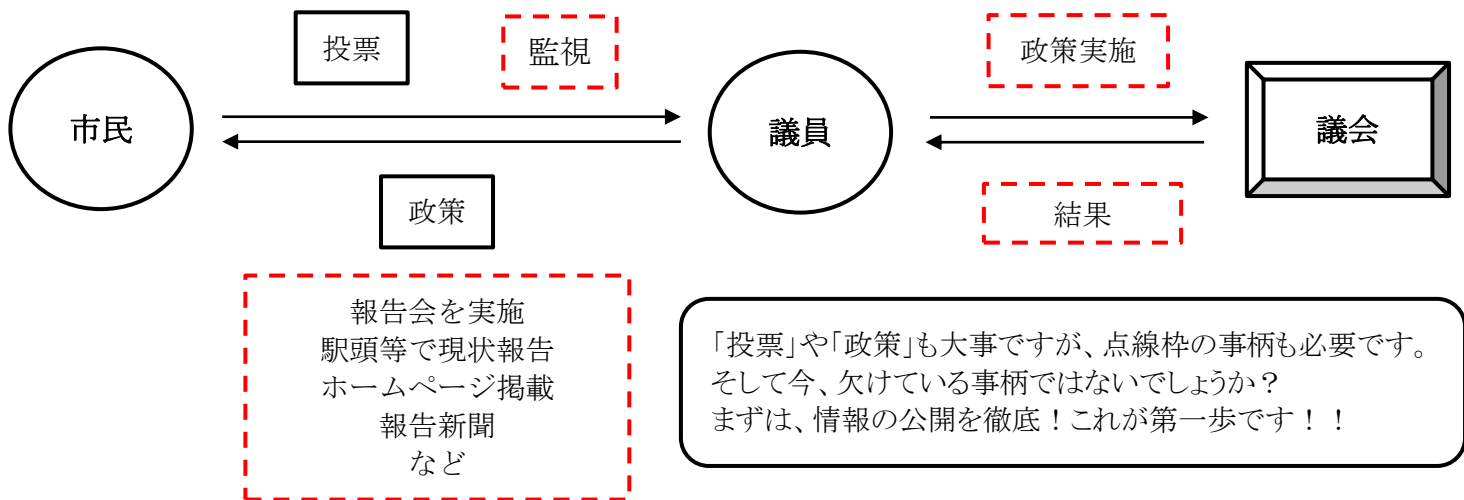 投票
監視
政策実施
市民
議員
議会
政策
結果
報告会を実施
駅頭等で現状報告
ホームページ掲載
報告新聞
など
「投票」や「政策」も大事ですが、点線枠の事柄も必要です。
そして今、欠けている事柄ではないでしょうか？
まずは、情報の公開を徹底！これが第一歩です！！